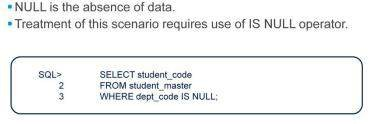 ▪ NULL is the absence of data.
▪ Treatment of this scenario requires use of IS NULL operator.
SQL> SELECT student_code
2 FROM student_master
3 WHERE dept_code IS NULL;